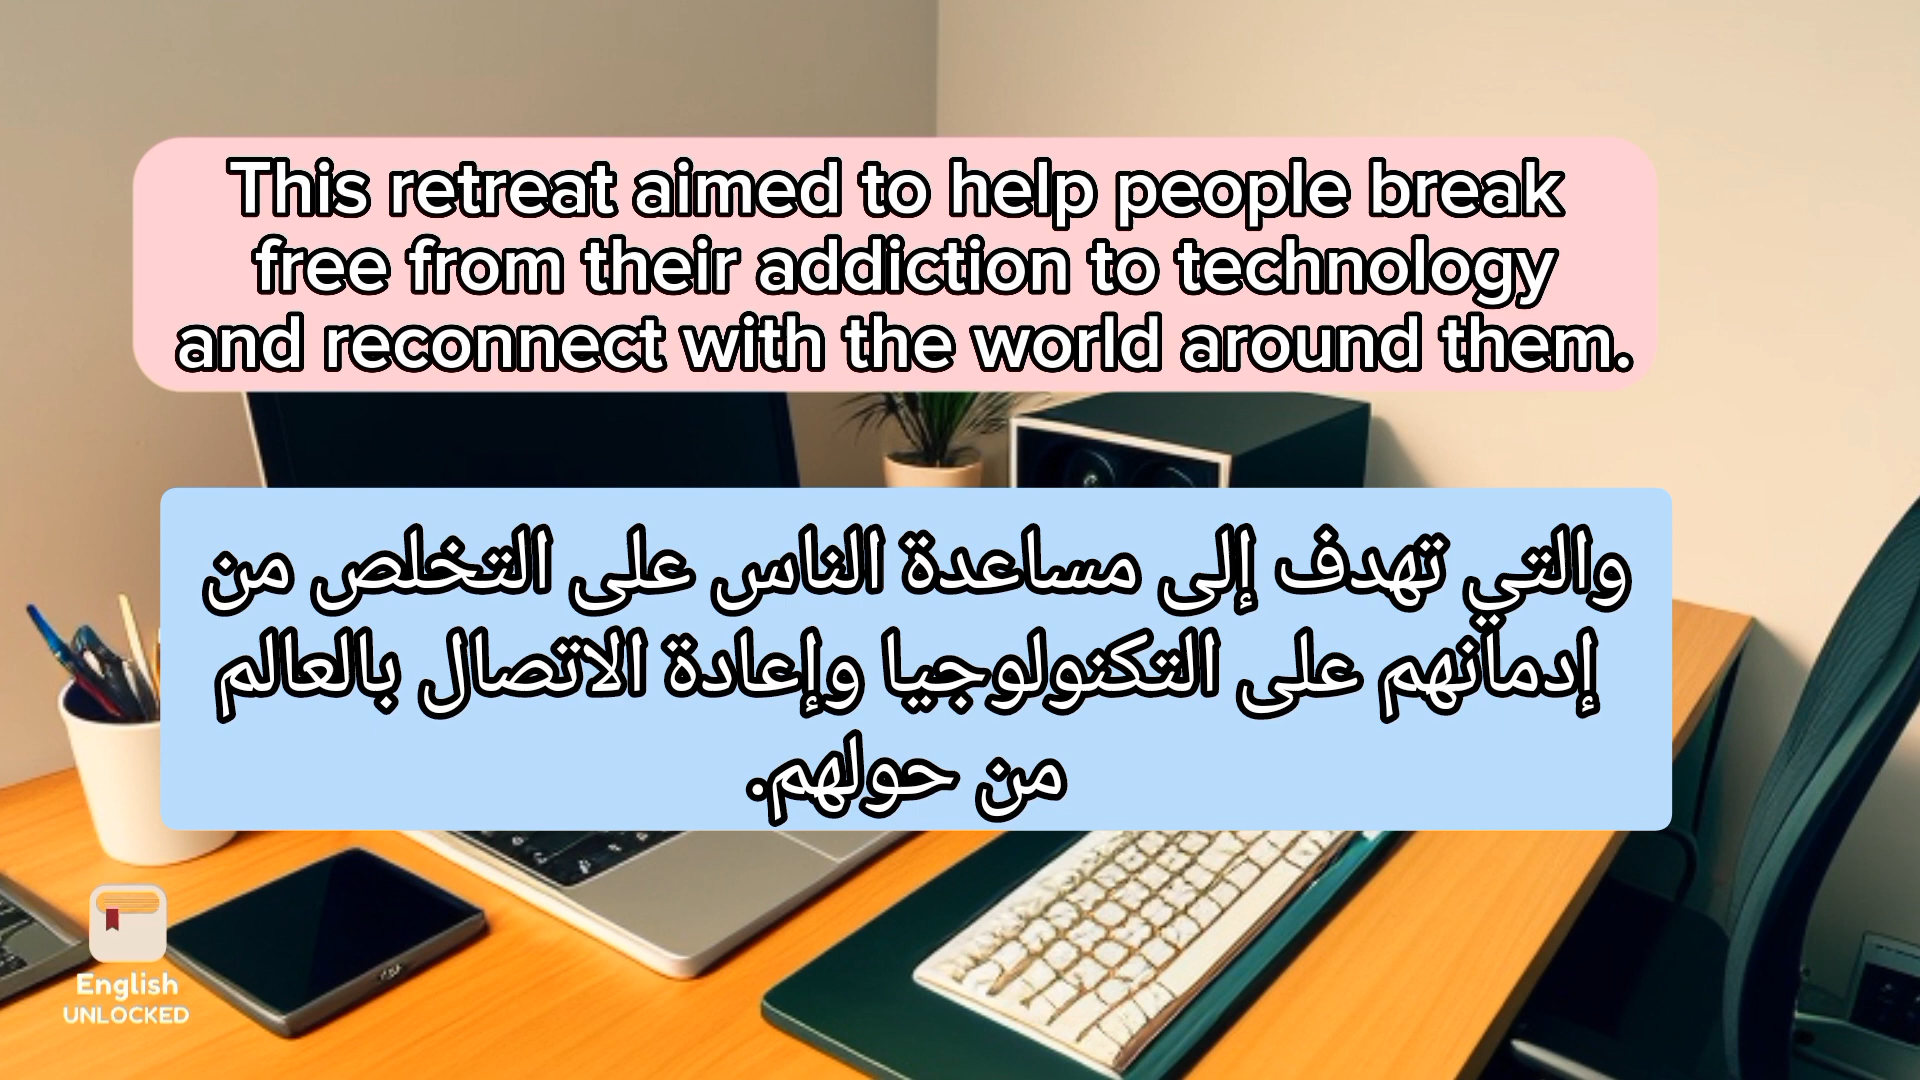 This retreat aimed to help people break
free from their addiction to technology
and reconnect with the world around them.
والتي تهدف إلى مساعدة الناس على التخلص من
إدمانهم على التكنولوجيا وإعادة الاتصال بالعالم
من حولهم.
English
UNLOCKED